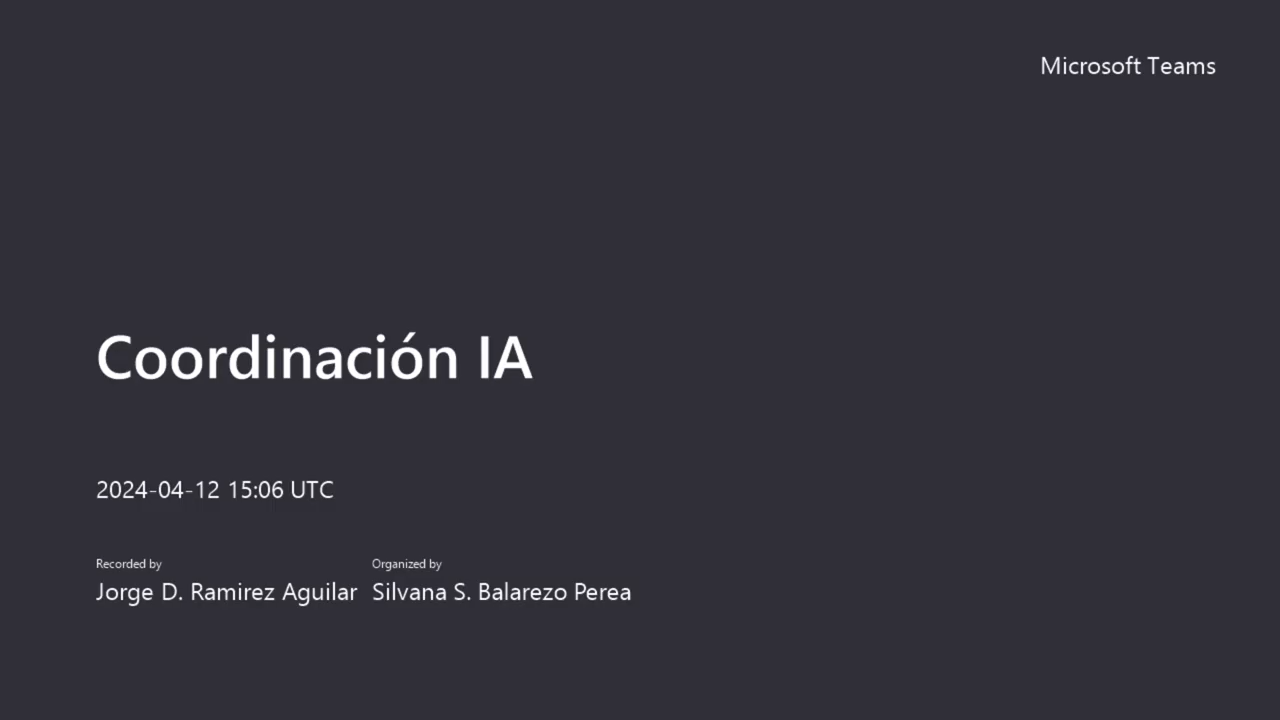 Microsoft Teams
Coordinación IA
2024-04-12 15:06 UTC
Recorded by
Jorge D. Ramirez Aguilar
Organized by
Silvana S. Balarezo Perea